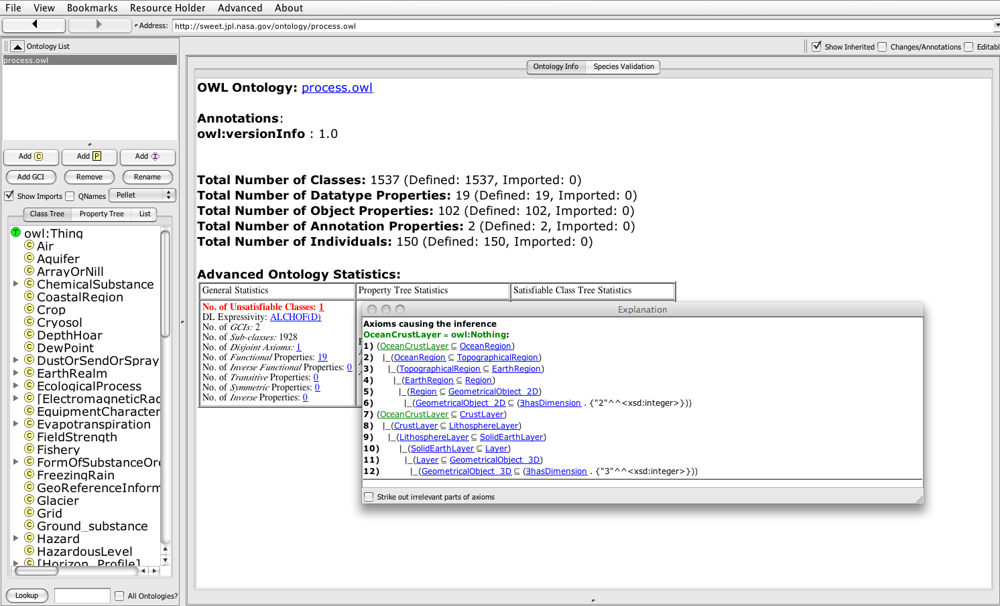 File View Bookmarks Resource Holder Advanced About
Address: http://sweet.jpl.nasa.gov/ontology/process.owl
Ontology List
process.owl
Show Inherited Changes/Annotations Editabl
Add C Add P Add I
Add GCI Remove Rename
Show Imports QNames Pellet
Class Tree Property Tree List
T owl:Thing
C Air
C Aquifer
C ArrayOrNill
C ChemicalSubstance
C CoastalRegion
C Crop
C Cryosol
C DepthHoar
C DewPoint
C DustOrSendOrSpray
C EarthRealm
C EcologicalProcess
C [ElectromagneticRad
C EquipmentCharacter
C Evapotranspiration
C FieldStrength
C Fishery
C FormOfSubstanceOre
C FreezingRain
C GeoReferenceInform
C Glacier
C Grid
C Ground_substance
C Hazard
C HazardousLevel
C [Horizon_Profile]
Lookup All Ontologies?
Ontology Info Species Validation
OWL Ontology: process.owl
Annotations:
owl:versionInfo : 1.0
Total Number of Classes: 1537 (Defined: 1537, Imported: 0)
Total Number of Datatype Properties: 19 (Defined: 19, Imported: 0)
Total Number of Object Properties: 102 (Defined: 102, Imported: 0)
Total Number of Annotation Properties: 2 (Defined: 2, Imported: 0)
Total Number of Individuals: 150 (Defined: 150, Imported: 0)
Advanced Ontology Statistics:
General Statistics Property Tree Statistics Satisfiable Class Tree Statistics
No. of Unsatisfiable Classes: 1
DL Expressivity: ALCHOF(D)
No. of GCIs: 2
No. of Sub-classes: 1928
No. of Disjoint Axioms: 1
No. of Functional Properties: 19
No. of Inverse Functional Properties: 0
No. of Transitive Properties: 0
No. of Symmetric Properties: 0
No. of Inverse Properties: 0
Explanation
Axioms causing the inference
OceanCrustLayer = owl:Nothing:
1) (OceanCrustLayer ⊆ OceanRegion)
2) |_(OceanRegion ⊆ TopographicalRegion)
3) |_(TopographicalRegion ⊆ EarthRegion)
4) |_(EarthRegion ⊆ Region)
5) |_(Region ⊆ GeometricalObject_2D)
6) |_(GeometricalObject_2D ⊆ (∃hasDimension . {"2"^^<xsd:integer>}))
7) (OceanCrustLayer ⊆ CrustLayer)
8) |_(CrustLayer ⊆ LithosphereLayer)
9) |_(LithosphereLayer ⊆ SolidEarthLayer)
10) |_(SolidEarthLayer ⊆ Layer)
11) |_(Layer ⊆ GeometricalObject_3D)
12) |_(GeometricalObject_3D ⊆ (∃hasDimension . {"3"^^<xsd:integer>}))
Strike out irrelevant parts of axioms